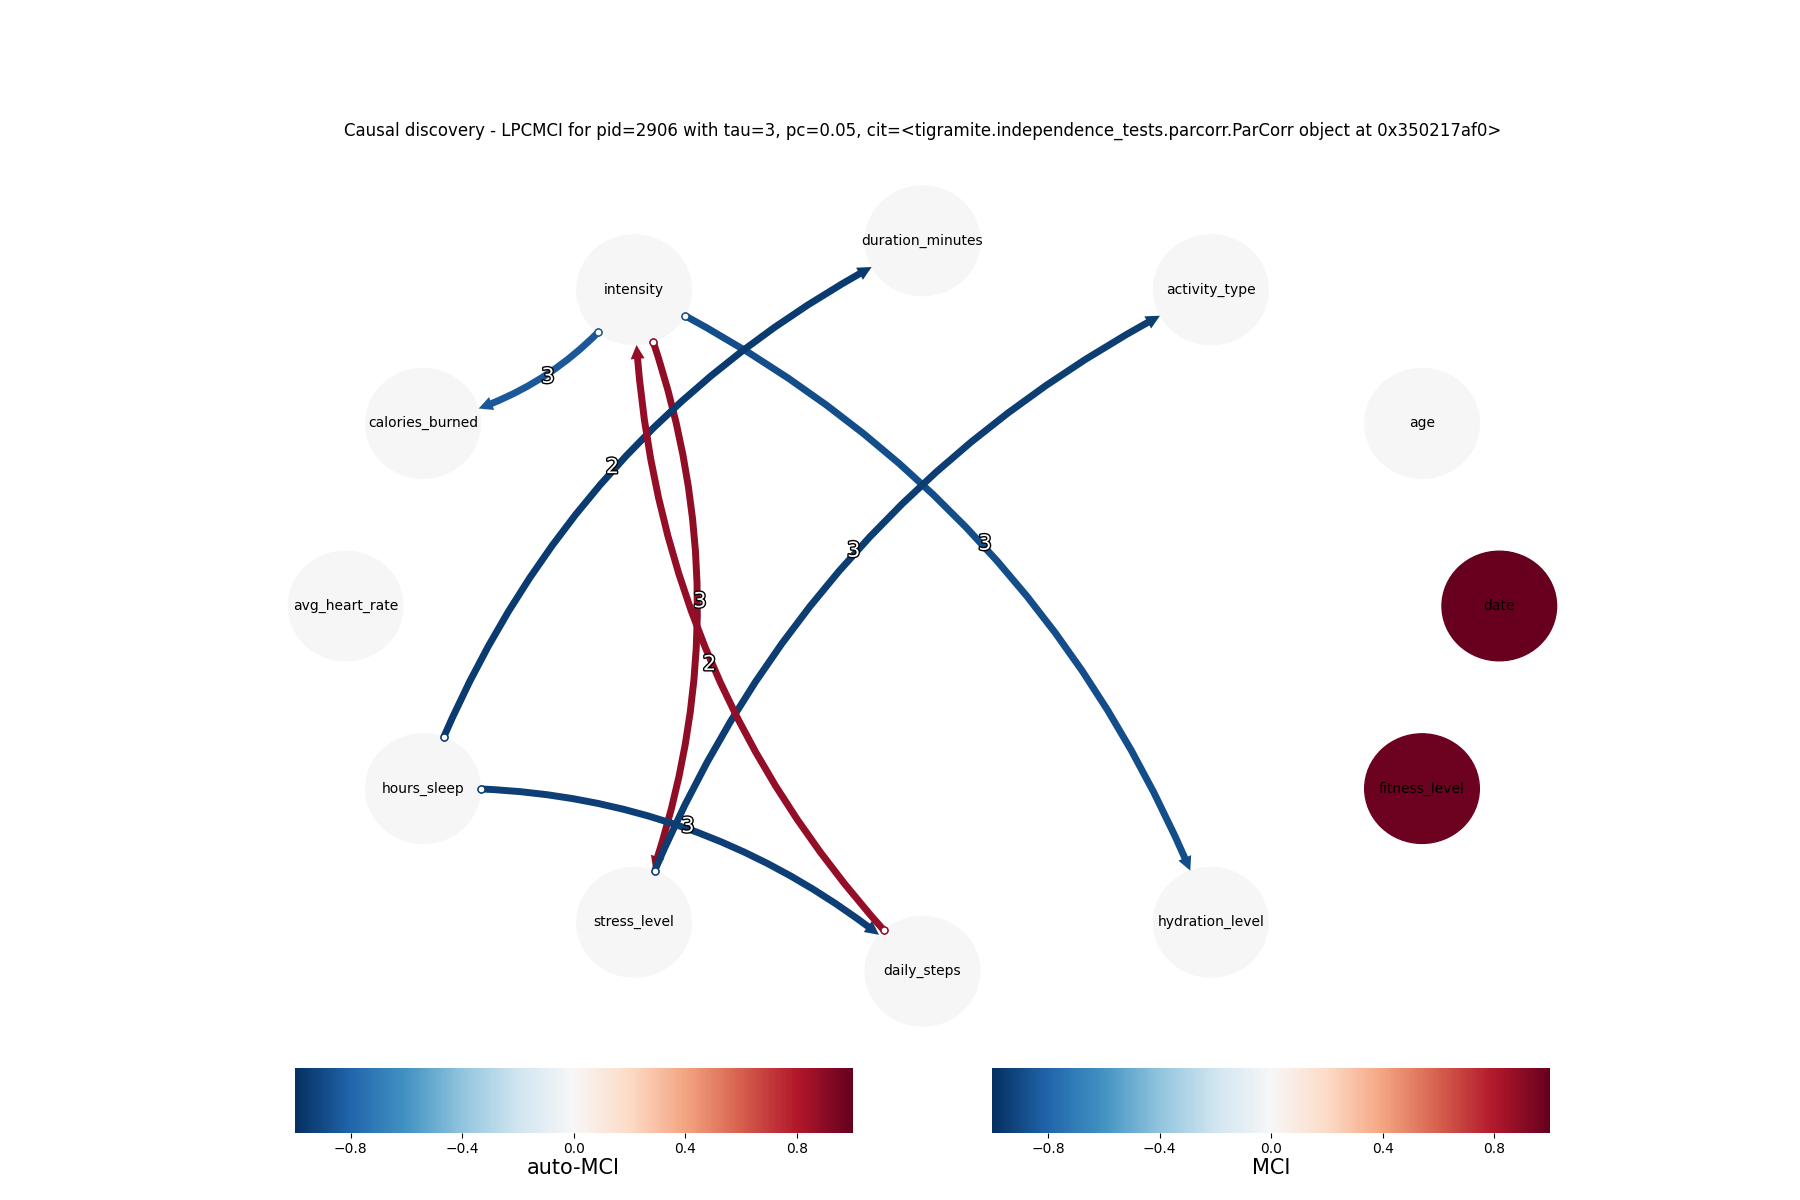 Causal discovery - LPCMCI for pid=2906 with tau=3, pc=0.05, cit=<tigramite.independence_tests.parcorr.ParCorr object at 0x350217af0>
duration_minutes
intensity
activity_type
3
calories_burned
age
2
3
3
3
avg_heart_rate
date
2
hours_sleep
fitness_level
3
stress_level
hydration_level
daily_steps
−0.8 −0.4 0.0 0.4 0.8
auto-MCI
−0.8 −0.4 0.0 0.4 0.8
MCI